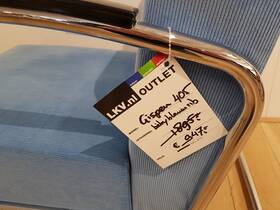 LKV.nl OUTLET
Gispen 405
1895,-
€ 947,-